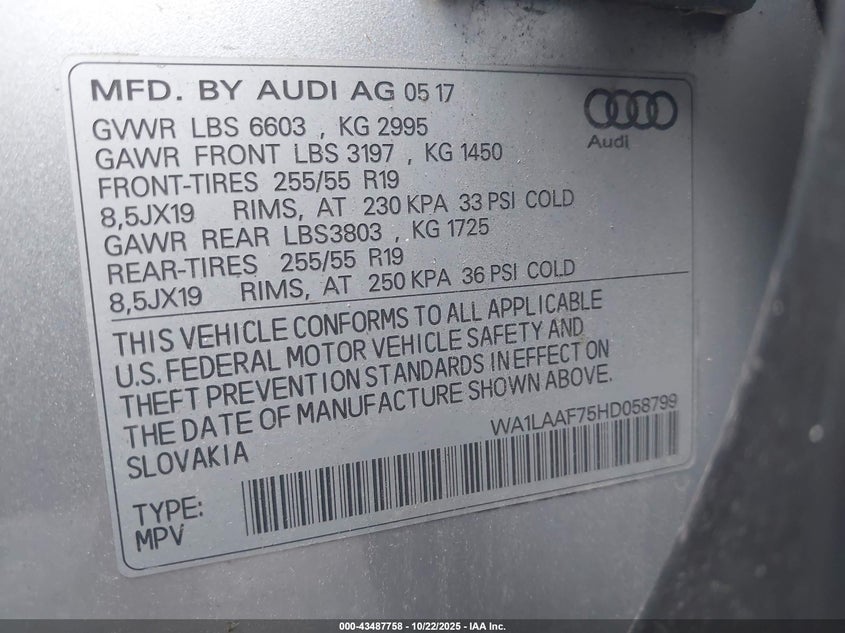 MFD. BY AUDI AG 05 17
Audi
GVWR LBS 6603 , KG 2995
GAWR FRONT LBS 3197 , KG 1450
FRONT-TIRES 255/55 R19
8,5JX19 RIMS, AT 230 KPA 33 PSI COLD
GAWR REAR LBS3803 , KG 1725
REAR-TIRES 255/55 R19
8,5JX19 RIMS, AT 250 KPA 36 PSI COLD
THIS VEHICLE CONFORMS TO ALL APPLICABLE
U.S. FEDERAL MOTOR VEHICLE SAFETY AND
THEFT PREVENTION STANDARDS IN EFFECT ON
THE DATE OF MANUFACTURE SHOWN ABOVE.
SLOVAKIA
WA1LAAF75HD058799
TYPE:
MPV
000-43487758 - 10/22/2025 - IAA Inc.